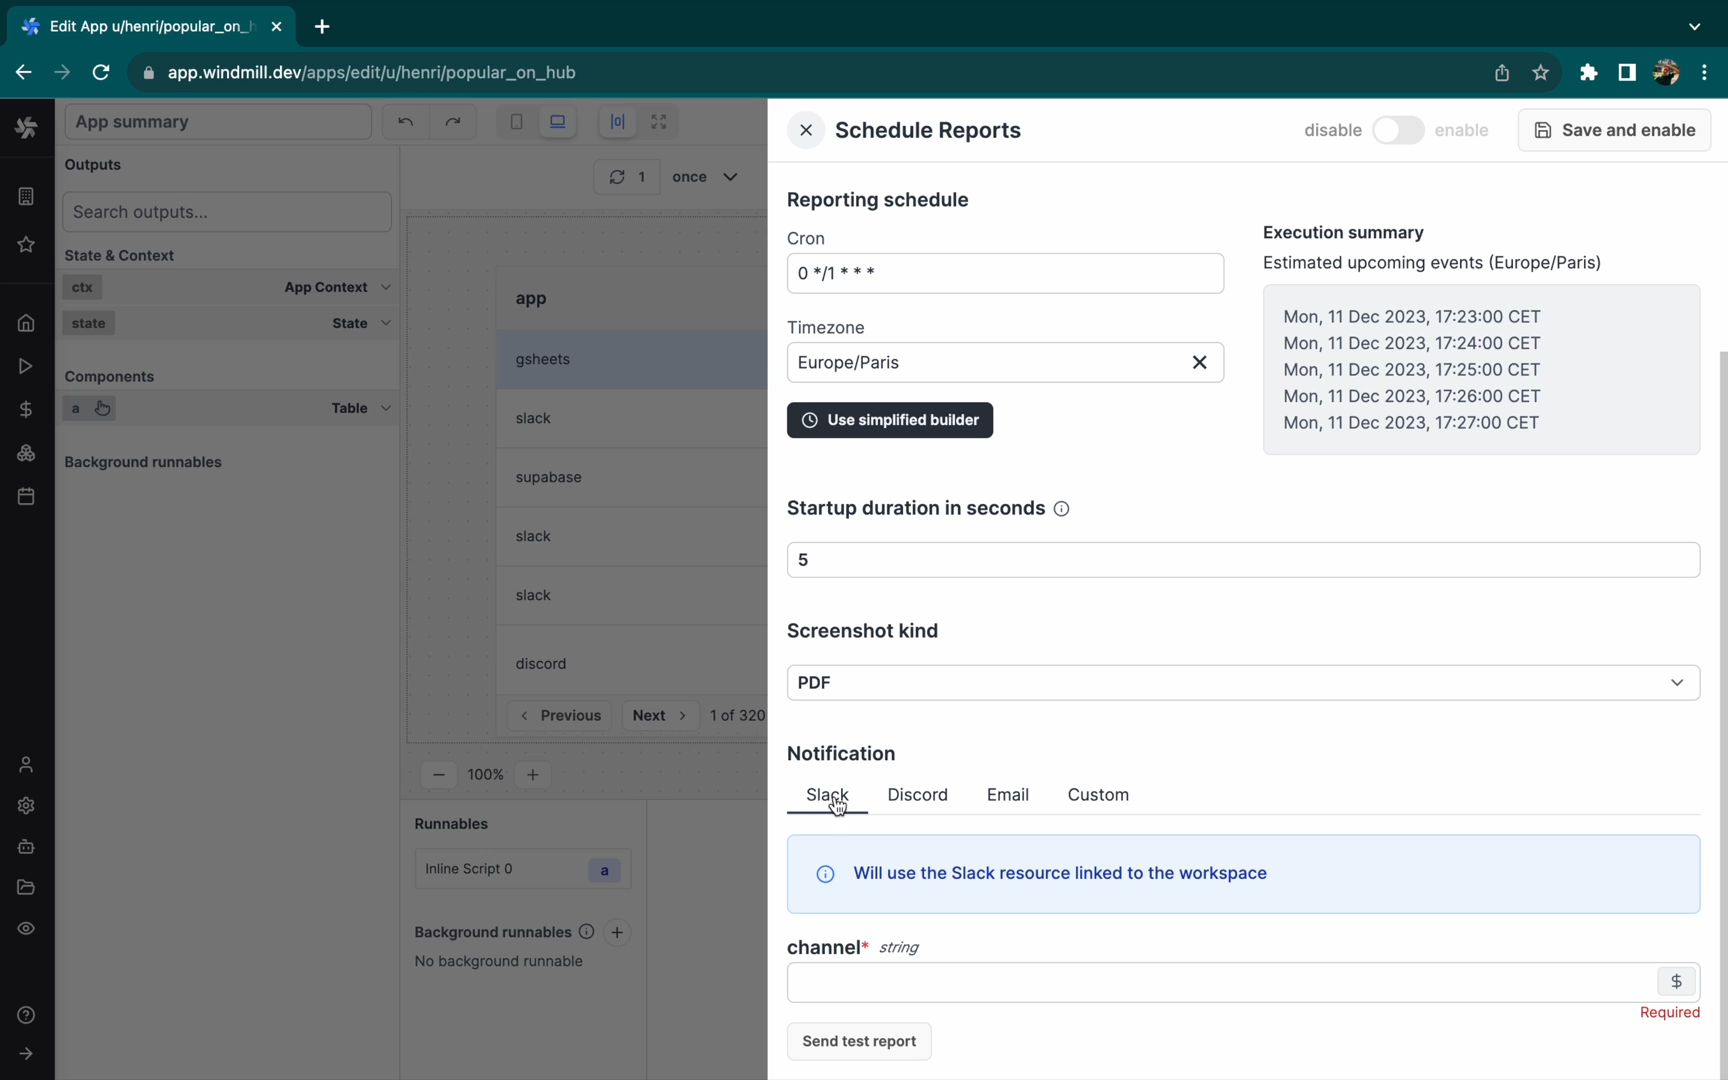 Edit App u/henri/popular_on_h
app.windmill.dev/apps/edit/u/henri/popular_on_hub
App summary
Outputs
Search outputs...
State & Context
ctx App Context
state State
Components
a Table
Background runnables
1 once
app
gsheets
slack
supabase
slack
slack
discord
Previous Next 1 of 320
100%
Runnables
Inline Script 0 a
Background runnables
No background runnable
Schedule Reports
disable enable
Save and enable
Reporting schedule
Cron
0 */1 * * *
Timezone
Europe/Paris
Use simplified builder
Execution summary
Estimated upcoming events (Europe/Paris)
Mon, 11 Dec 2023, 17:23:00 CET
Mon, 11 Dec 2023, 17:24:00 CET
Mon, 11 Dec 2023, 17:25:00 CET
Mon, 11 Dec 2023, 17:26:00 CET
Mon, 11 Dec 2023, 17:27:00 CET
Startup duration in seconds
5
Screenshot kind
PDF
Notification
Slack Discord Email Custom
Will use the Slack resource linked to the workspace
channel* string
$
Required
Send test report